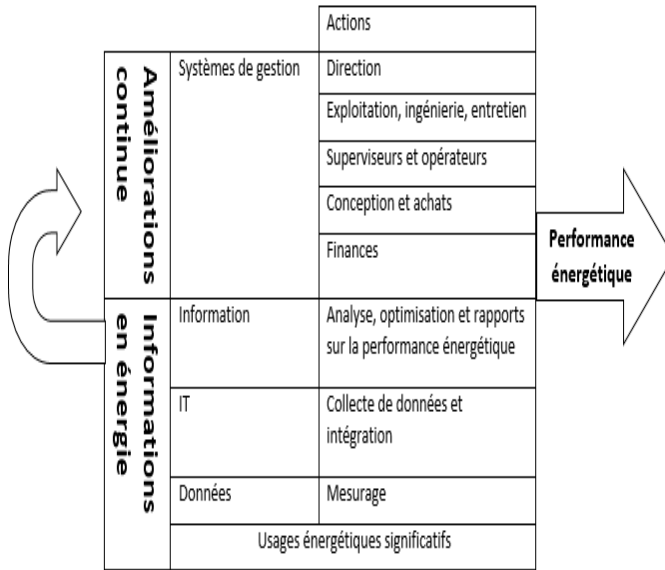 Actions
Améliorations
continue
Systèmes de gestion
Direction
Exploitation, ingénierie, entretien
Superviseurs et opérateurs
Conception et achats
Finances
Performance
énergétique
Informations
en énergie
Information
Analyse, optimisation et rapports
sur la performance énergétique
IT
Collecte de données et
intégration
Données
Mesurage
Usages énergétiques significatifs